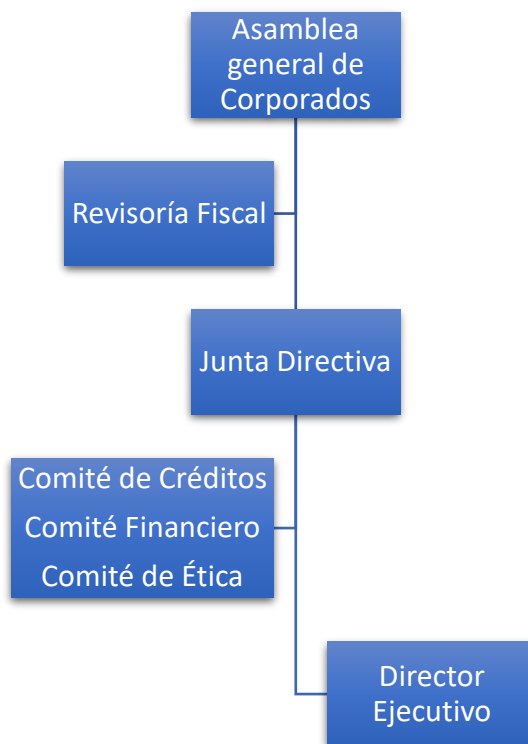 Asamblea
general de
Corporados
Revisoría Fiscal
Junta Directiva
Comité de Créditos
Comité Financiero
Comité de Ética
Director
Ejecutivo